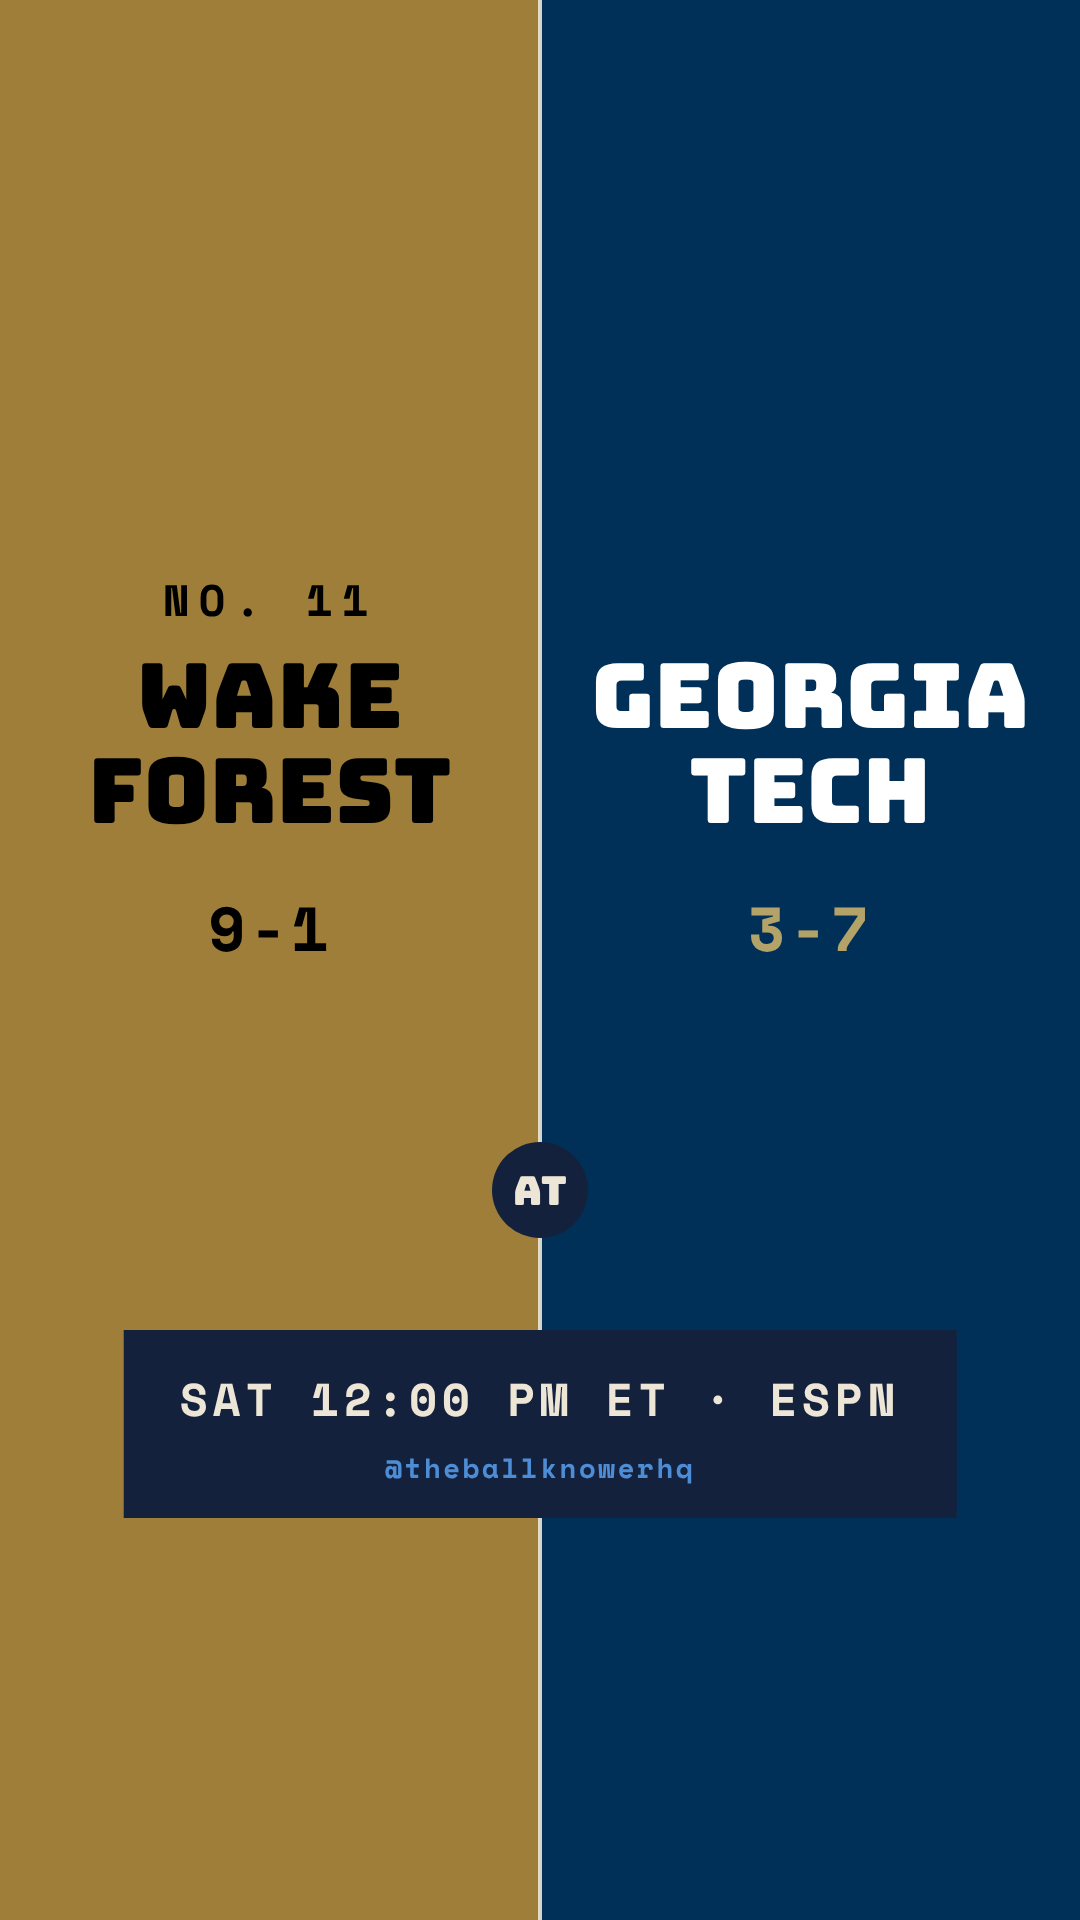 NO. 11
WAKE
FOREST
9-1
GEORGIA
TECH
3-7
AT
SAT 12:00 PM ET · ESPN
@theballknowerhq